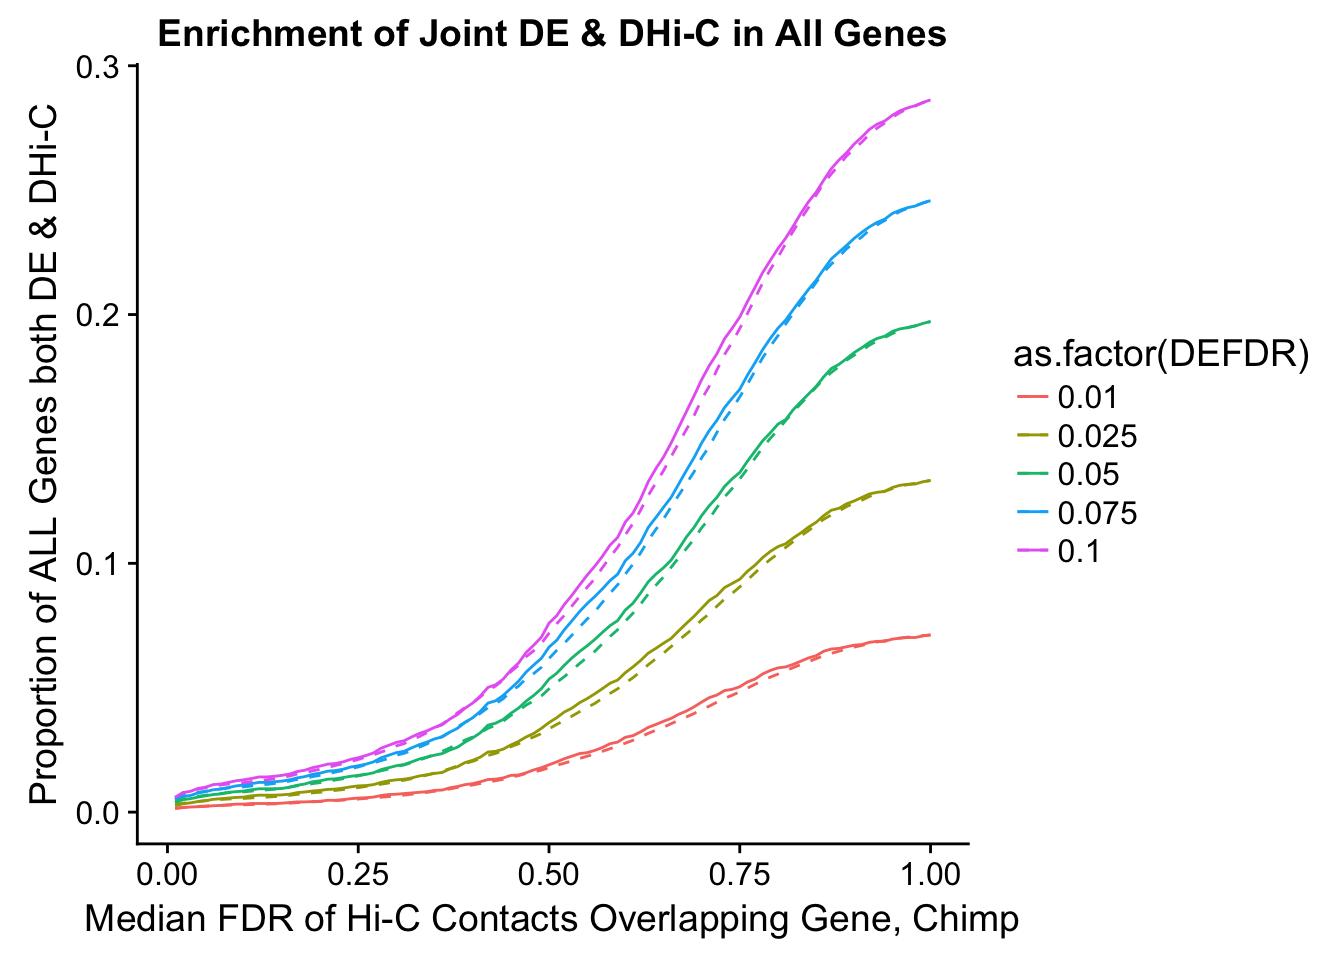 Enrichment of Joint DE & DHi-C in All Genes
Proportion of ALL Genes both DE & DHi-C
0.3
0.2
0.1
0.0
0.00 0.25 0.50 0.75 1.00
Median FDR of Hi-C Contacts Overlapping Gene, Chimp
as.factor(DEFDR)
0.01
0.025
0.05
0.075
0.1